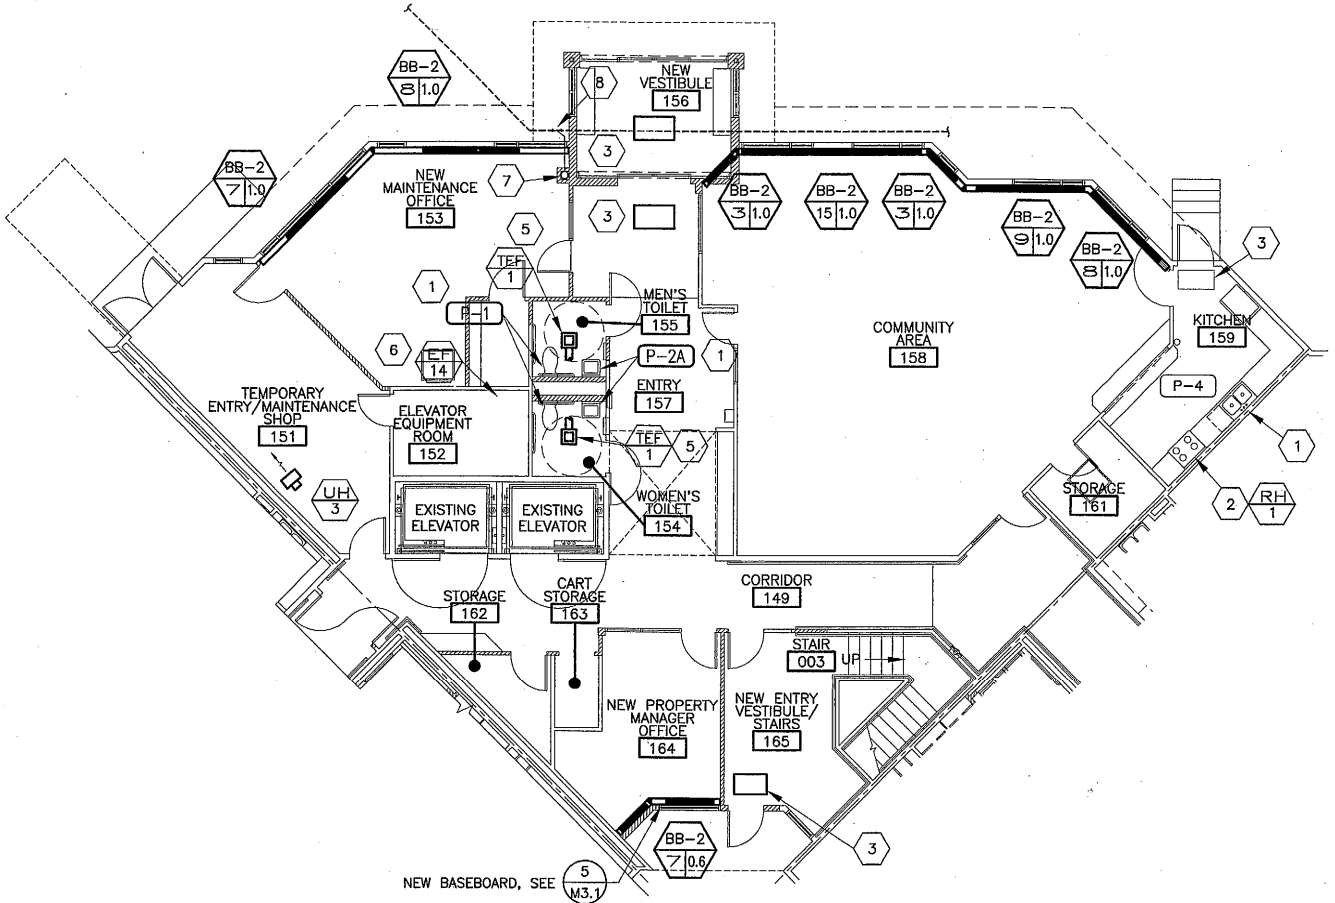 BB-2
8 1.0
8
NEW
VESTIBULE
156
BB-2
7 1.0
NEW
MAINTENANCE
OFFICE
153
7
3
3
5
BB-2
3 1.0
BB-2
15 1.0
BB-2
3 1.0
BB-2
9 1.0
BB-2
8 1.0
3
TEF
1
1
P-1
MEN'S
TOILET
155
6
EF
14
P-2A
1
COMMUNITY
AREA
158
KITCHEN
159
P-4
TEMPORARY
ENTRY/MAINTENANCE
SHOP
151
ELEVATOR
EQUIPMENT
ROOM
152
ENTRY
157
TEF
1
5
1
UH
3
EXISTING
ELEVATOR
EXISTING
ELEVATOR
WOMEN'S
TOILET
154
STORAGE
161
2
RH
1
STORAGE
162
CART
STORAGE
163
CORRIDOR
149
STAIR
003
UP
NEW PROPERTY
MANAGER
OFFICE
164
NEW ENTRY
VESTIBULE/
STAIRS
165
BB-2
7 0.6
3
NEW BASEBOARD, SEE
5
M3.1